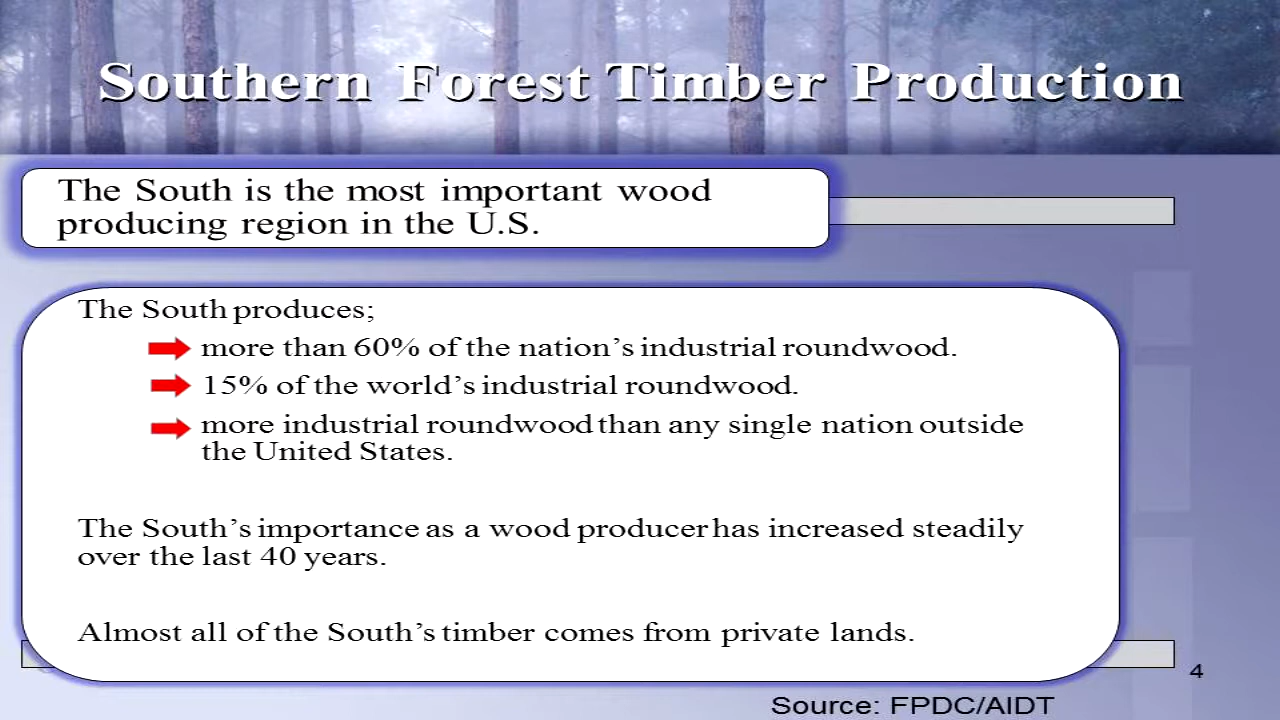 Southern Forest Timber Production
The South is the most important wood
producing region in the U.S.
The South produces;
more than 60% of the nation’s industrial roundwood.
15% of the world’s industrial roundwood.
more industrial roundwood than any single nation outside
the United States.
The South’s importance as a wood producer has increased steadily
over the last 40 years.
Almost all of the South’s timber comes from private lands.
4
Source: FPDC/AIDT